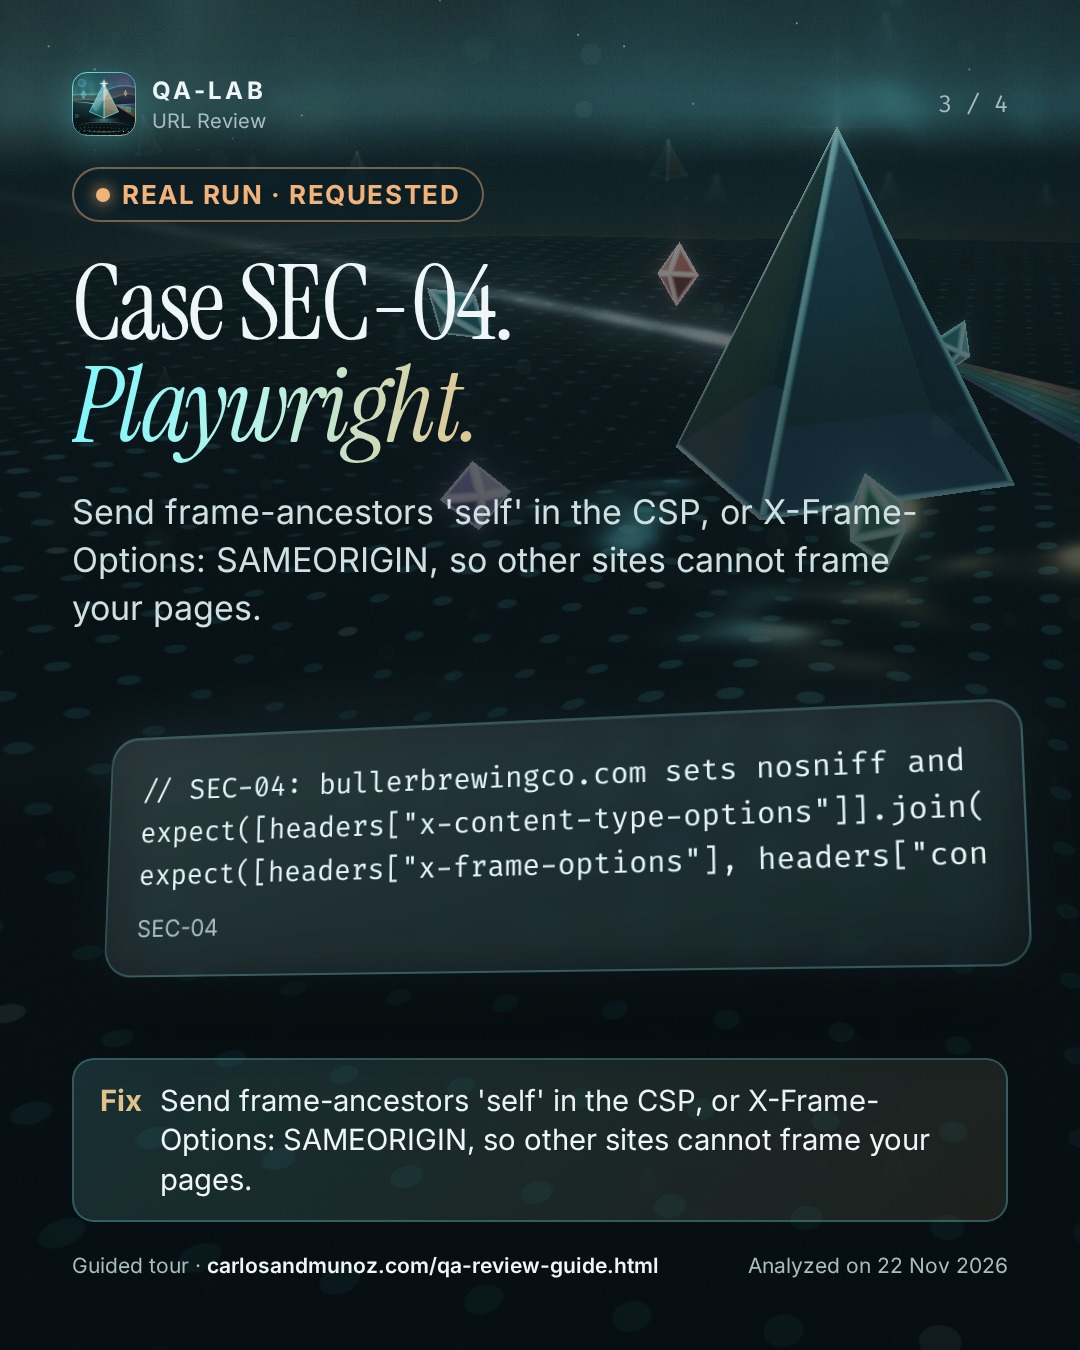 QA-LAB
URL Review
3 / 4
REAL RUN · REQUESTED
Case SEC-04.
Playwright.
Send frame-ancestors 'self' in the CSP, or X-Frame-
Options: SAMEORIGIN, so other sites cannot frame
your pages.
// SEC-04: bullerbrewingco.com sets nosniff and
expect([headers["x-content-type-options"]].join(
expect([headers["x-frame-options"], headers["con
SEC-04
Fix Send frame-ancestors 'self' in the CSP, or X-Frame-
Options: SAMEORIGIN, so other sites cannot frame your
pages.
Guided tour · carlosandmunoz.com/qa-review-guide.html
Analyzed on 22 Nov 2026